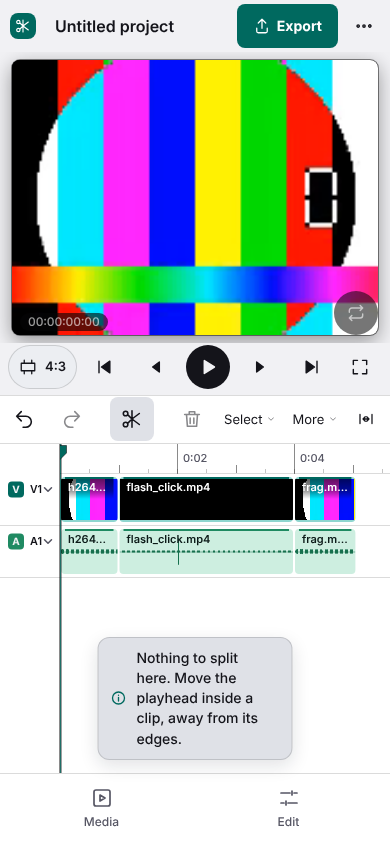 Untitled project
Export
00:00:00:00
4:3
Select
More
0:02
0:04
V
V1
h264...
flash_click.mp4
frag.m...
A
A1
h264...
flash_click.mp4
frag.m...
Nothing to split
here. Move the
playhead inside a
clip, away from its
edges.
Media
Edit